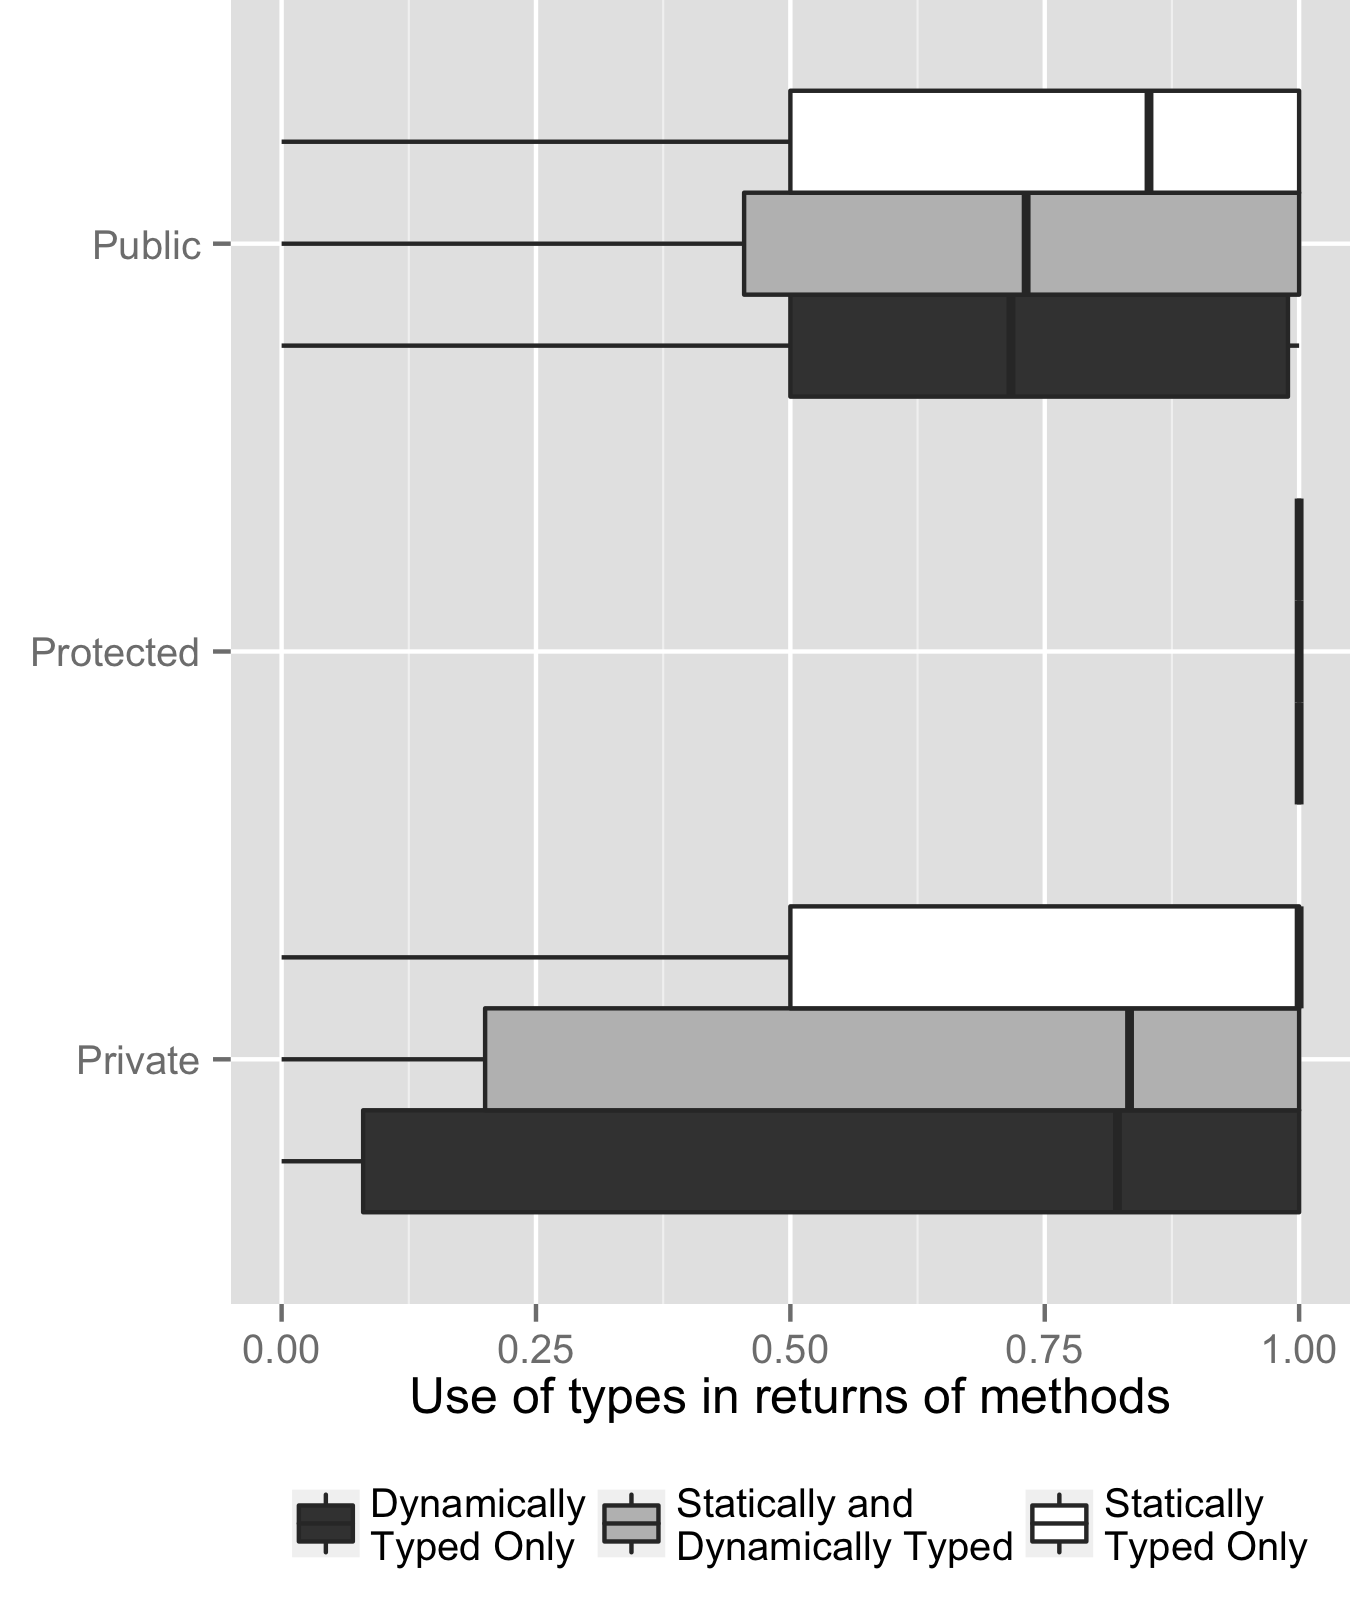 Public
Protected
Private
0.00 0.25 0.50 0.75 1.00
Use of types in returns of methods
Dynamically Statically and Statically
Typed Only Dynamically Typed Typed Only